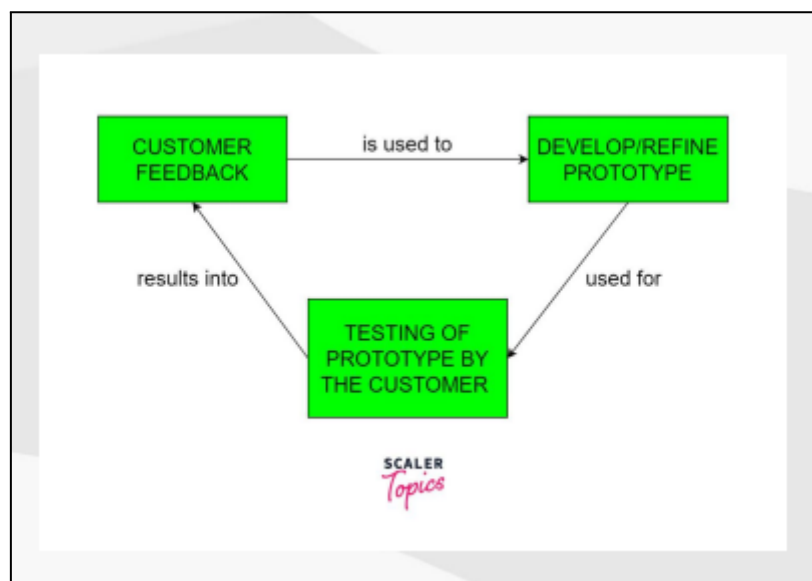 CUSTOMER
FEEDBACK
is used to
DEVELOP/REFINE
PROTOTYPE
results into
used for
TESTING OF
PROTOTYPE BY
THE CUSTOMER
SCALER
Topics